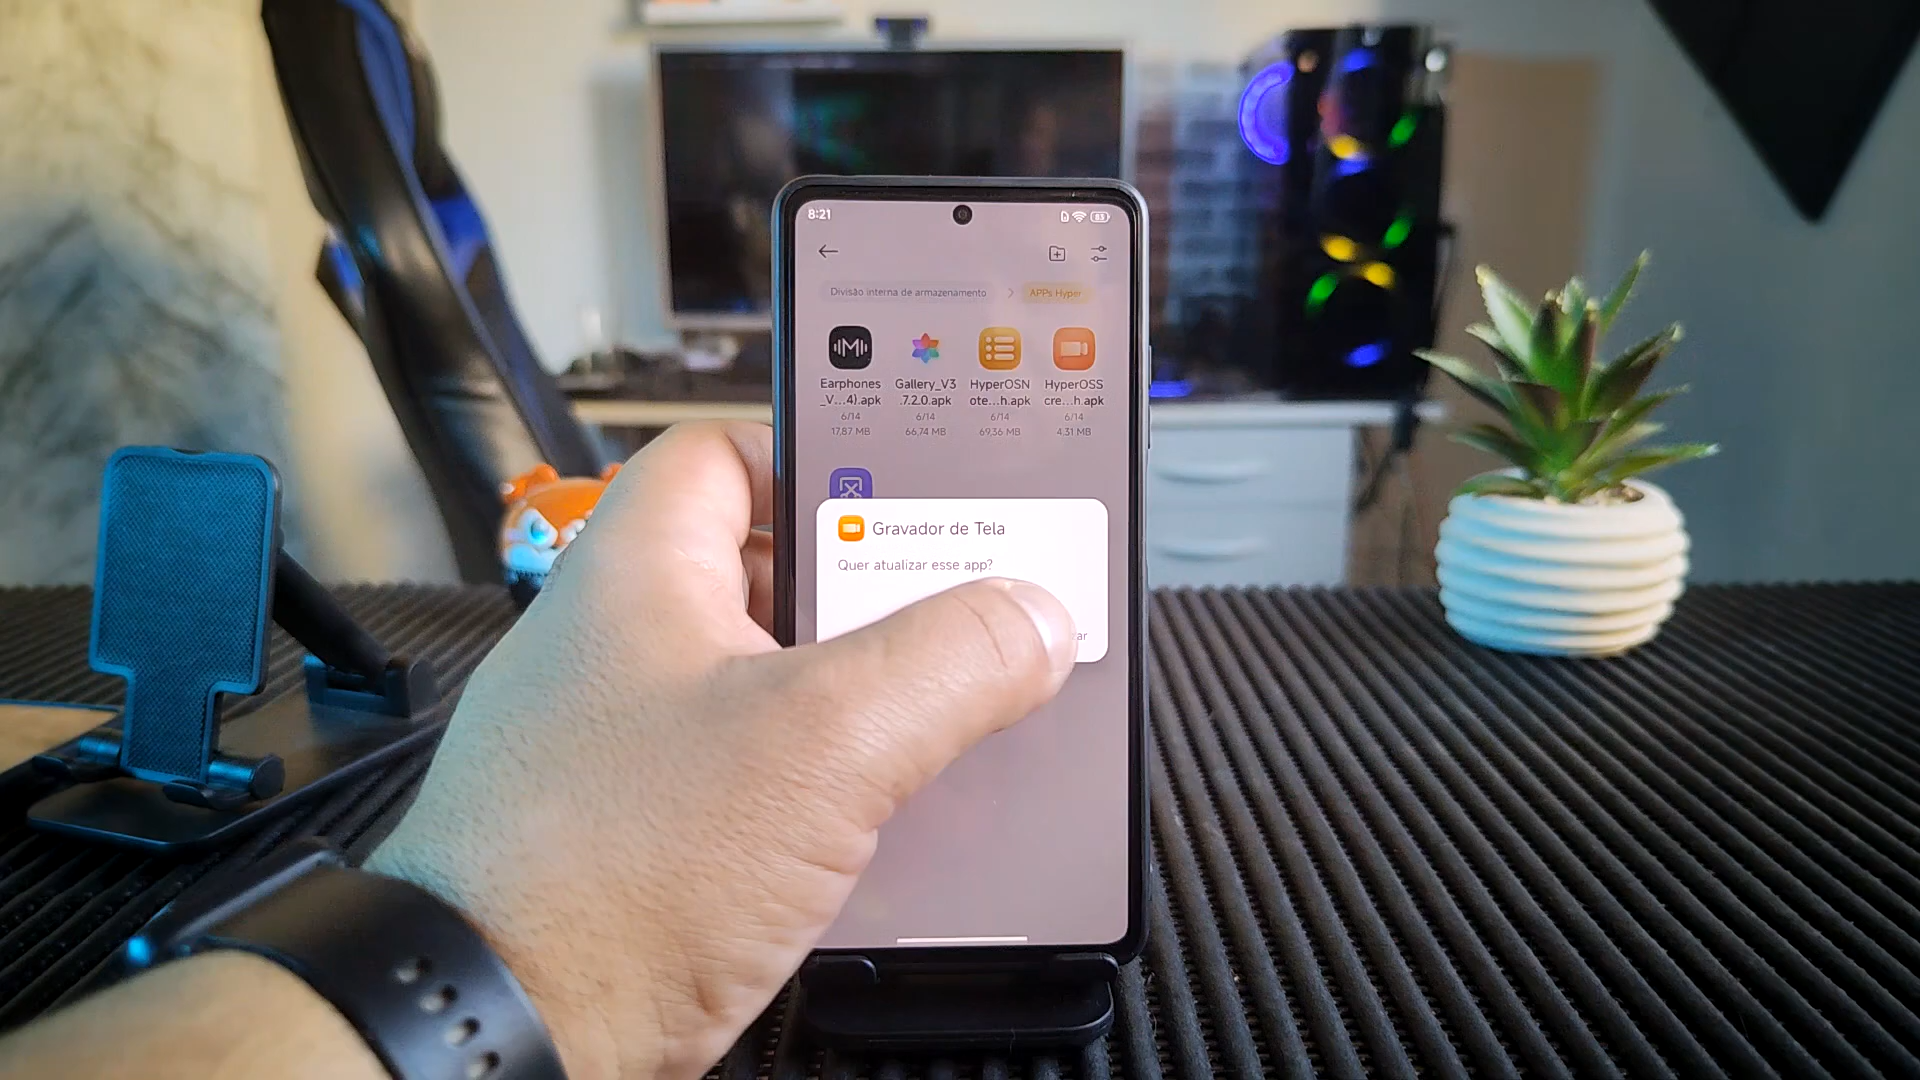 8:21
83
Divisão interna de armazenamento > APPs Hyper
Earphones
_V...4).apk
6/14
17,87 MB
Gallery_V3
.7.2.0.apk
6/14
66,74 MB
HyperOSN
ote...h.apk
6/14
69,36 MB
HyperOSS
cre...h.apk
6/14
4,31 MB
Gravador de Tela
Quer atualizar esse app?
ar